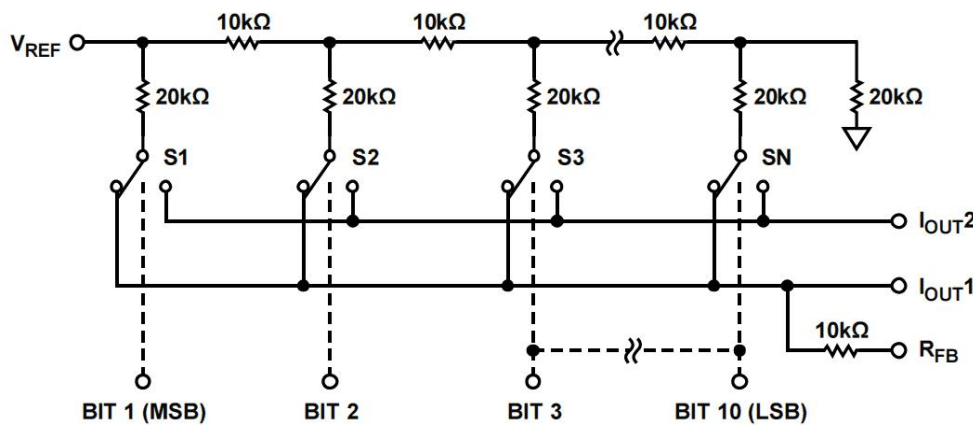 10kΩ 10kΩ 10kΩ
VREF
20kΩ 20kΩ 20kΩ 20kΩ 20kΩ
S1 S2 S3 SN
IOUT2
IOUT1
10kΩ
RFB
BIT 1 (MSB) BIT 2 BIT 3 BIT 10 (LSB)